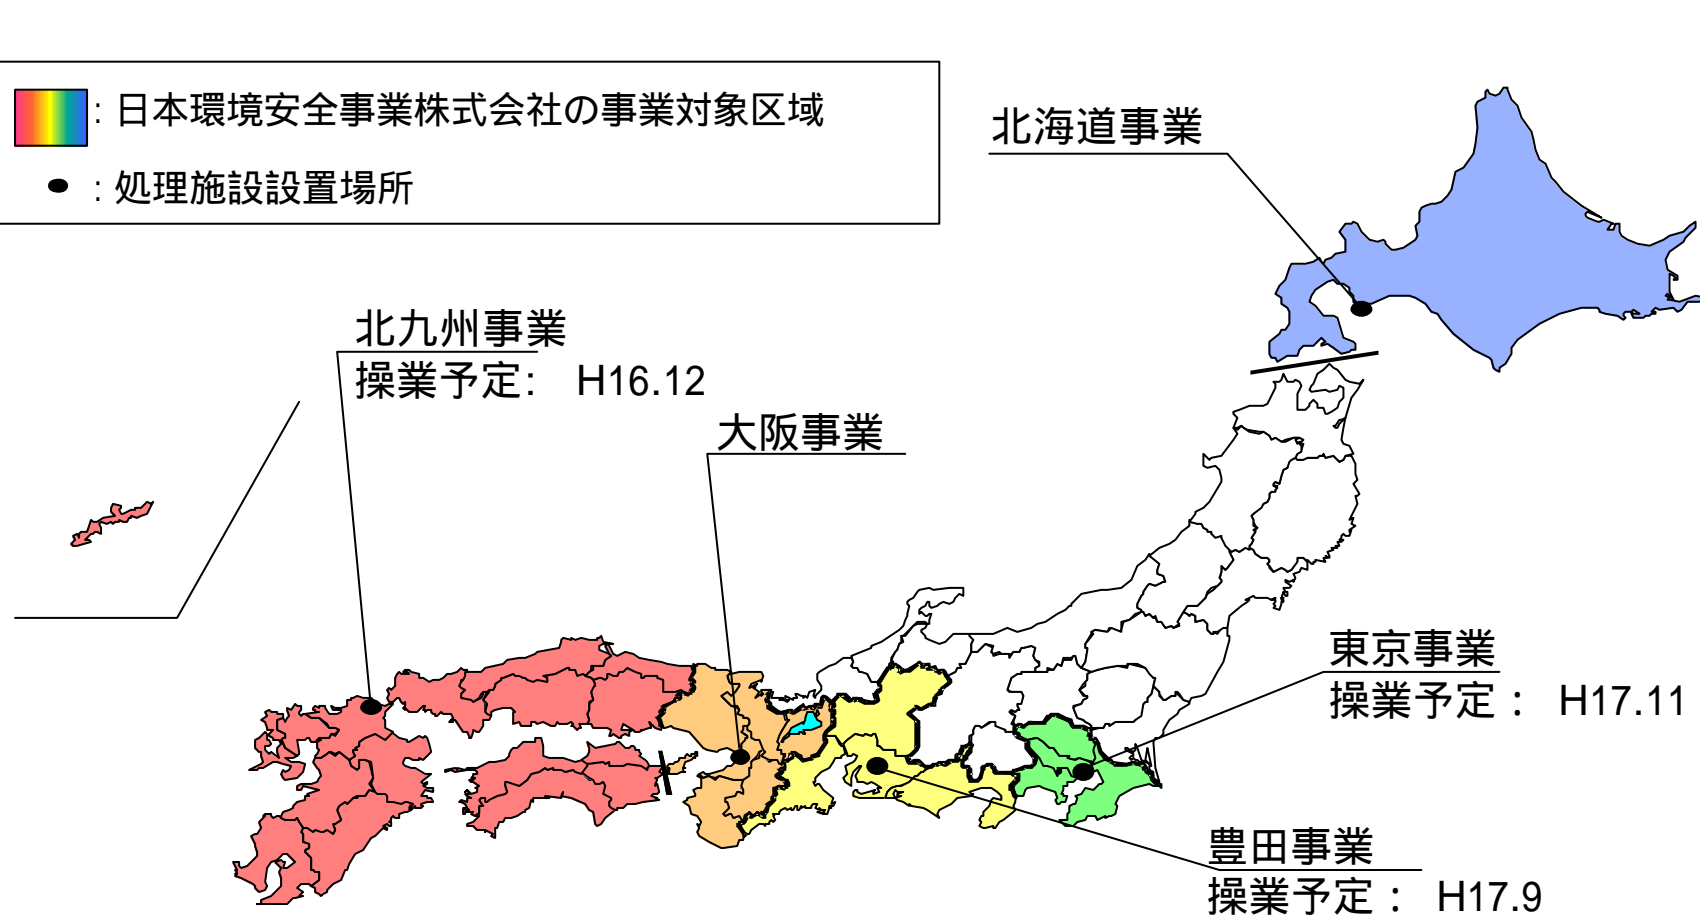 : 日本環境安全事業株式会社の事業対象区域
: 処理施設設置場所
北海道事業
北九州事業
操業予定: H16.12
大阪事業
東京事業
操業予定： H17.11
豊田事業
操業予定： H17.9